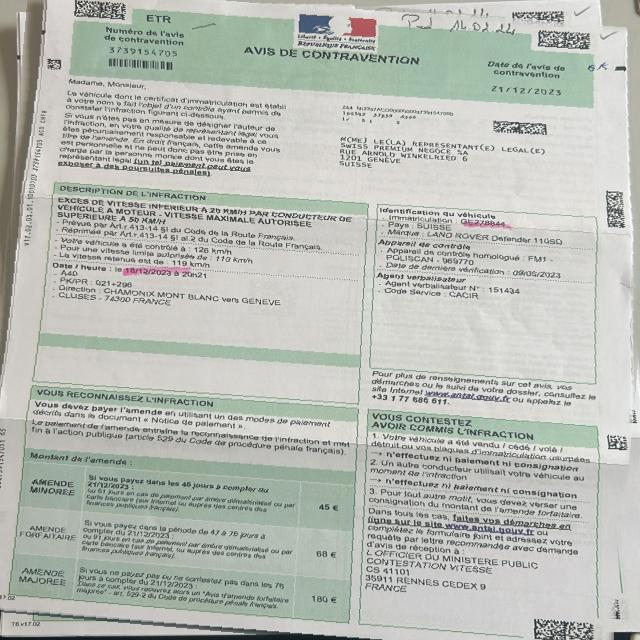 ETR
Numéro de l'avis
de contravention
3739154705
Liberté • Égalité • Fraternité
RÉPUBLIQUE FRANÇAISE
AVIS DE CONTRAVENTION
Date de l'avis de
contravention
21/12/2023
Madame, Monsieur,
Le véhicule dont le certificat d'immatriculation est établi
à votre nom a fait l'objet d'un contrôle ayant permis de
constater l'infraction figurant ci-dessous.
Si vous n'êtes pas en mesure de désigner l'auteur de
l'infraction, en votre qualité de représentant légal vous
êtes pécuniairement responsable et redevable à ce
titre de l'amende. En droit français, cette amende vous
est personnelle et ne peut donc pas être prise en
charge par la personne morale dont vous êtes le
représentant légal (un tel paiement peut vous
exposer à des poursuites pénales).
M(ME) LE(LA) REPRESENTANT(E) LEGAL(E)
SWISS PREMIUM NEGOCE SA
RUE ARNOLD WINKELRIED 6
1201 GENEVE
SUISSE
DESCRIPTION DE L'INFRACTION
EXCÈS DE VITESSE INFÉRIEUR À 20 KM/H PAR CONDUCTEUR DE
VÉHICULE À MOTEUR - VITESSE MAXIMALE AUTORISÉE
SUPÉRIEURE À 50 KM/H
- Prévue par Art.r.413-14 §I du Code de la Route Français.
- Réprimée par Art.r.413-14 §I al.2 du Code de la Route Français.
- Votre véhicule a été contrôlé à : 126 km/h
- Pour une vitesse limite autorisée de : 110 km/h
- La vitesse retenue est de : 119 km/h
Date / heure : le 18/12/2023 à 20h21
- A40
- PK/PR : 021+296
- Direction : CHAMONIX MONT BLANC vers GENEVE
- CLUSES - 74300 FRANCE
Identification du véhicule
- Immatriculation :
- Pays : SUISSE
- Marque : LAND ROVER Defender 110SD
Appareil de contrôle
- Appareil de contrôle homologué : FM1 -
POLISCAN - 969770
- Date de dernière vérification : 09/05/2023
Agent verbalisateur
- Agent verbalisateur N° : 151434
- Code Service : CACIR
Pour plus de renseignements sur cet avis, vos
démarches ou le suivi de votre dossier, consultez le
site Internet www.antai.gouv.fr ou appelez le
+33 1 77 686 611.
VOUS RECONNAISSEZ L'INFRACTION
Vous devez payer l'amende en utilisant un des modes de paiement
décrits dans le document « Notice de paiement ».
Le paiement de l'amende entraîne la reconnaissance de l'infraction et met
fin à l'action publique (article 529 du Code de procédure pénale français).
Montant de l'amende :
AMENDE
MINORÉE
Si vous payez dans les 46 jours à compter du
21/12/2023 :
ou 61 jours en cas de paiement par timbre dématérialisé ou par
carte bancaire (sur Internet ou auprès des centres des
finances publiques français).
45 €
AMENDE
FORFAITAIRE
Si vous payez dans la période de 47 à 76 jours
à compter du 21/12/2023 :
ou 91 jours en cas de paiement par timbre dématérialisé ou par
carte bancaire (sur Internet ou auprès des centres des
finances publiques français).
68 €
AMENDE
MAJORÉE
Si vous ne payez pas ou ne contestez pas dans les 76
jours à compter du 21/12/2023 :
Dans ce cas, vous recevrez alors un "Avis d'amende forfaitaire
majorée" - art. 529-2 du Code de procédure pénale français.
180 €
VOUS CONTESTEZ
AVOIR COMMIS L'INFRACTION
1. Votre véhicule a été vendu / cédé / volé /
détruit ou vos plaques d'immatriculation usurpées
→ n'effectuez ni paiement ni consignation
2. Un autre conducteur utilisait votre véhicule au
moment de l'infraction
→ n'effectuez ni paiement ni consignation
3. Pour tout autre motif, vous devez verser une
consignation du montant de l'amende forfaitaire.
Dans tous les cas, faites vos démarches en
ligne sur le site www.antai.gouv.fr ou
complétez le formulaire joint et adressez votre
requête par lettre recommandée avec demande
d'avis de réception à :
L OFFICIER DU MINISTERE PUBLIC
CONTESTATION VITESSE
CS 41101
35911 RENNES CEDEX 9
FRANCE
T6.v17.02